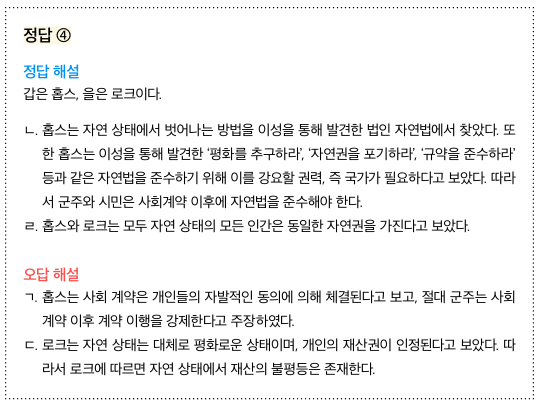 정답 ④
정답 해설
갑은 홉스, 을은 로크이다.
ㄴ. 홉스는 자연 상태에서 벗어나는 방법을 이성을 통해 발견한 법인 자연법에서 찾았다. 또
한 홉스는 이성을 통해 발견한 ‘평화를 추구하라’, ‘자연권을 포기하라’, ‘규약을 준수하라’
등과 같은 자연법을 준수하기 위해 이를 강요할 권력, 즉 국가가 필요하다고 보았다. 따라
서 군주와 시민은 사회계약 이후에 자연법을 준수해야 한다.
ㄹ. 홉스와 로크는 모두 자연 상태의 모든 인간은 동일한 자연권을 가진다고 보았다.
오답 해설
ㄱ. 홉스는 사회 계약은 개인들의 자발적인 동의에 의해 체결된다고 보고, 절대 군주는 사회
계약 이후 계약 이행을 강제한다고 주장하였다.
ㄷ. 로크는 자연 상태는 대체로 평화로운 상태이며, 개인의 재산권이 인정된다고 보았다. 따
라서 로크에 따르면 자연 상태에서 재산의 불평등은 존재한다.